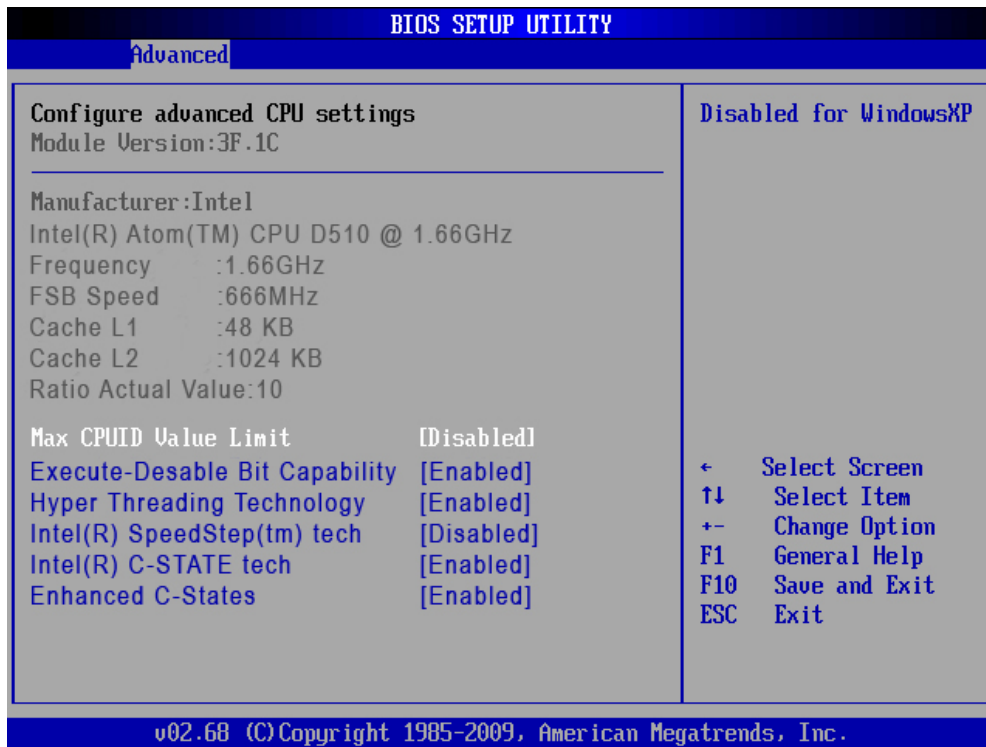 BIOS SETUP UTILITY
Advanced
Configure advanced CPU settings
Module Version:3F.1C
Manufacturer:Intel
Intel(R) Atom(TM) CPU D510 @ 1.66GHz
Frequency :1.66GHz
FSB Speed :666MHz
Cache L1 :48 KB
Cache L2 :1024 KB
Ratio Actual Value:10
Max CPUID Value Limit [Disabled]
Execute-Desable Bit Capability [Enabled]
Hyper Threading Technology [Enabled]
Intel(R) SpeedStep(tm) tech [Disabled]
Intel(R) C-STATE tech [Enabled]
Enhanced C-States [Enabled]
Disabled for WindowsXP
← Select Screen
↑↓ Select Item
+- Change Option
F1 General Help
F10 Save and Exit
ESC Exit
v02.68 (C)Copyright 1985-2009, American Megatrends, Inc.